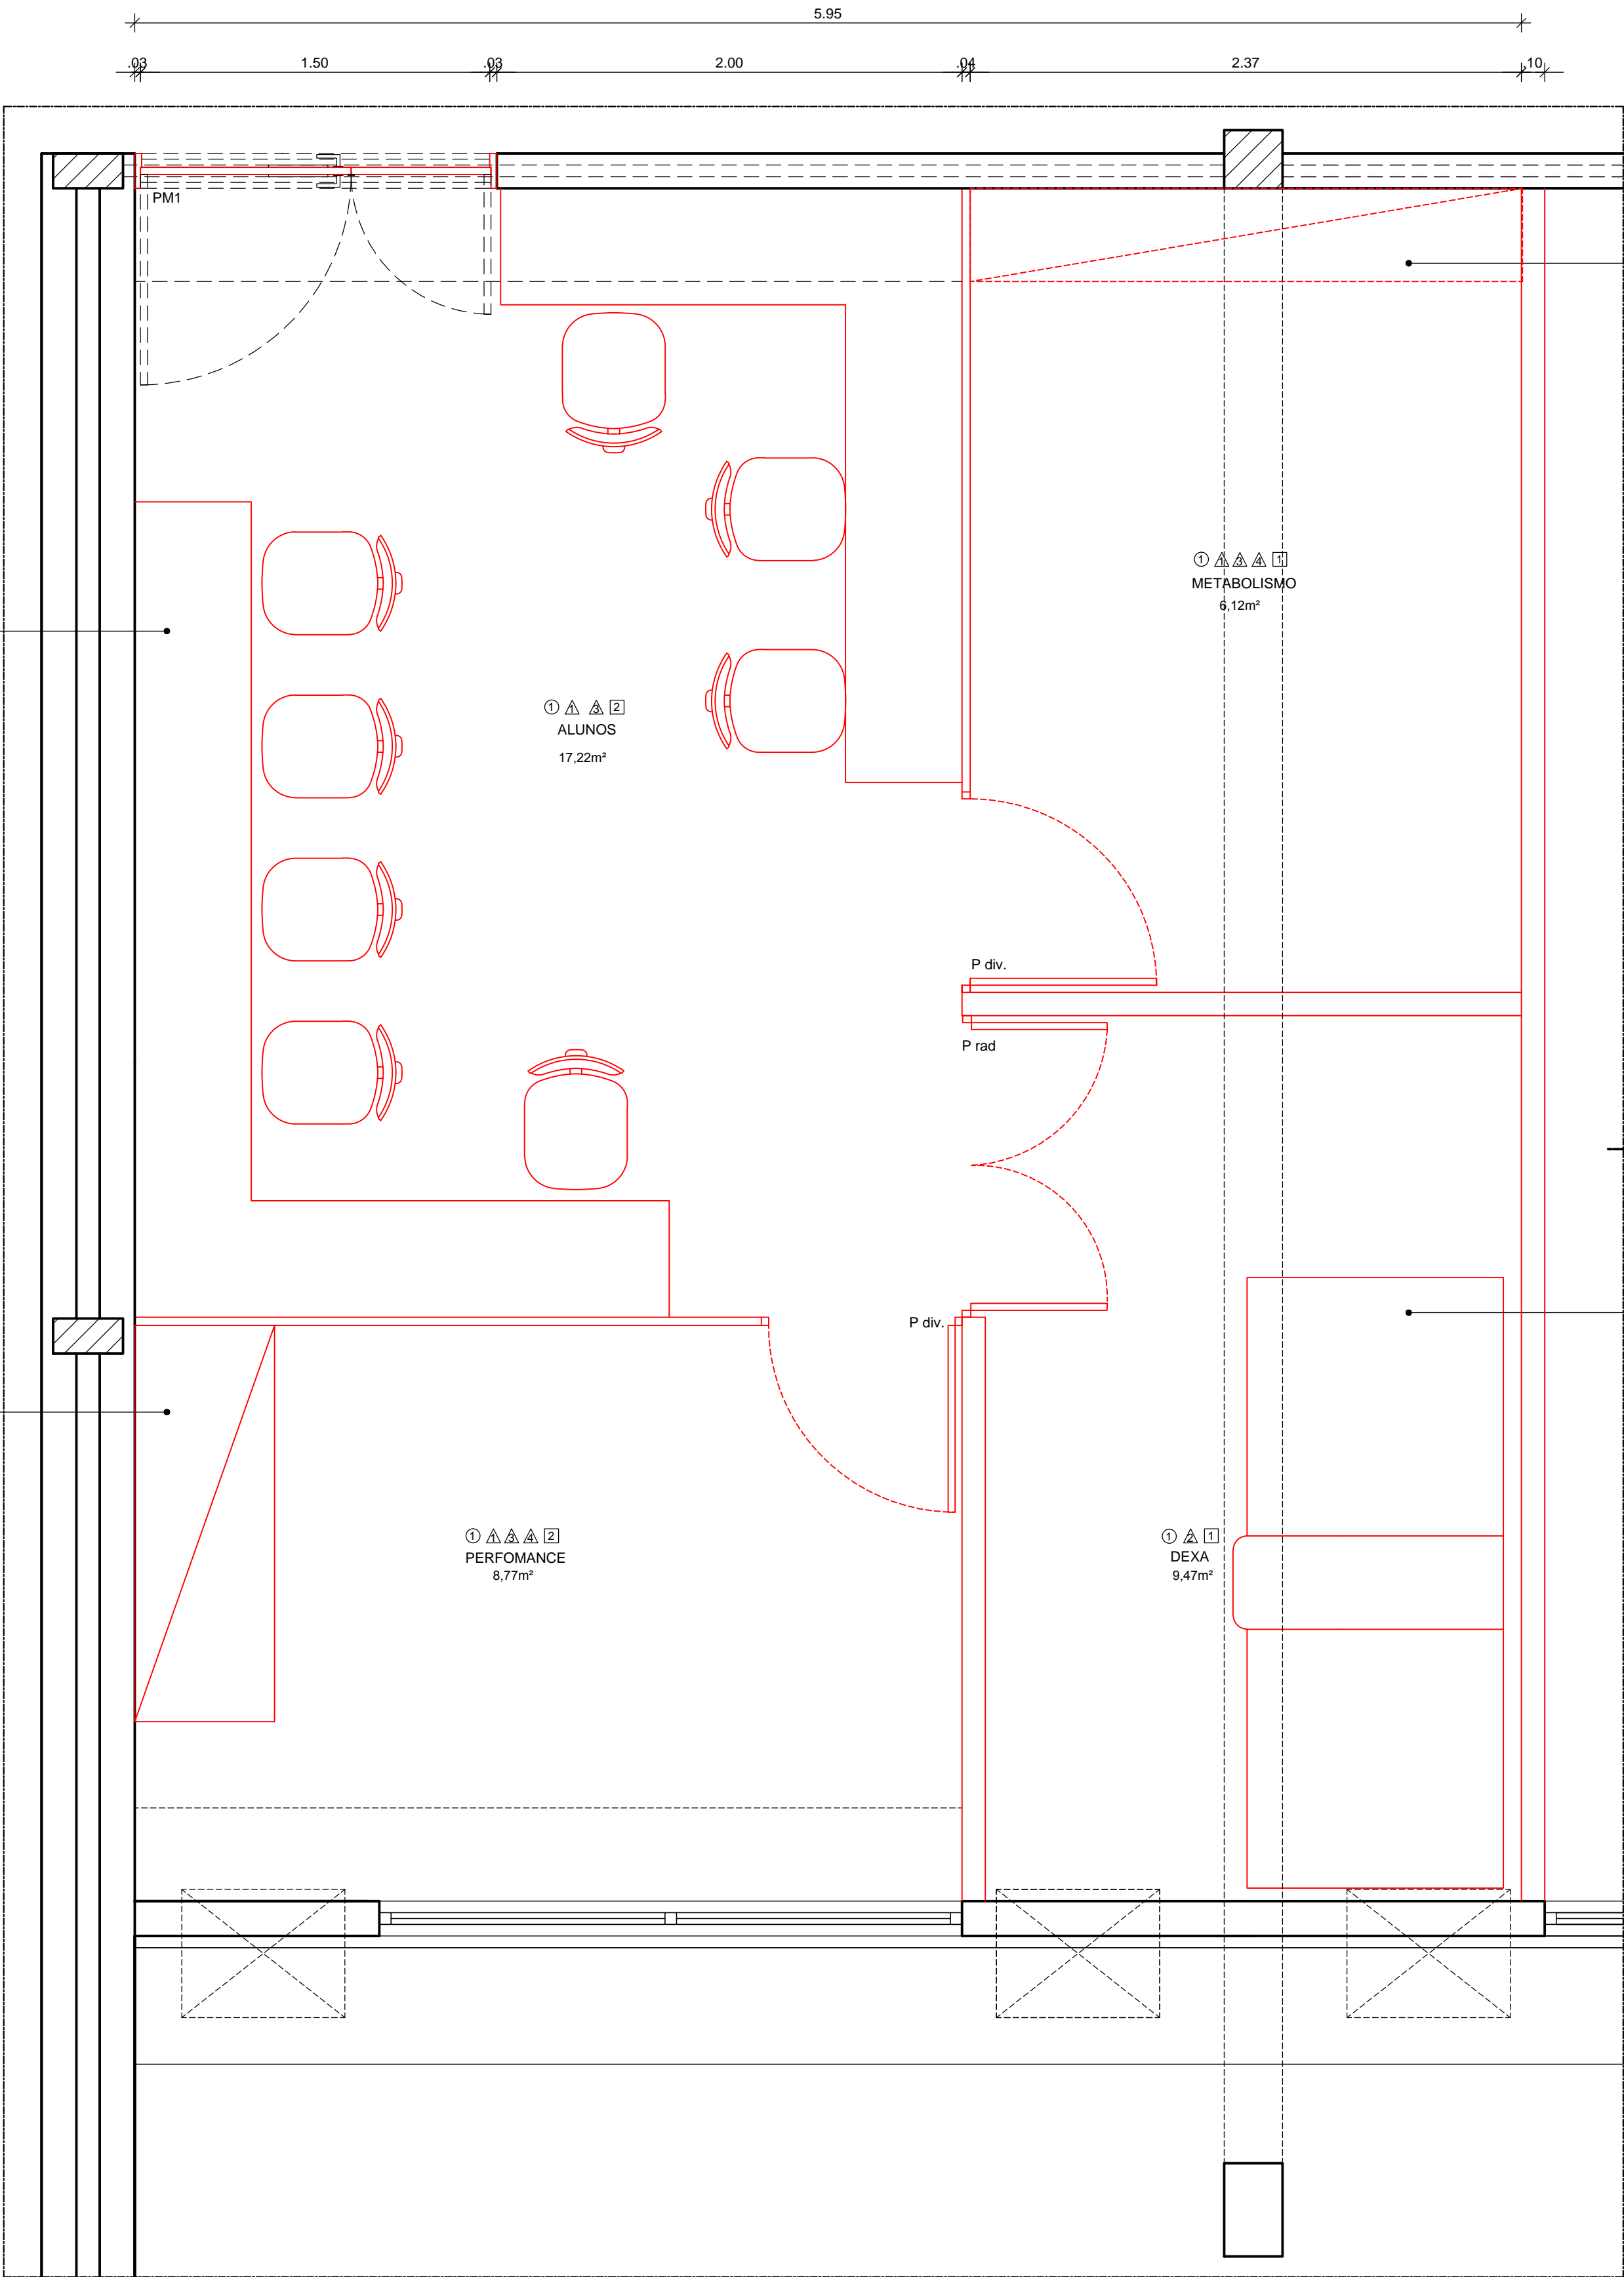 5.95
.03 1.50 .03 2.00 .04 2.37 .10
PM1
1 1 3 4 1
METABOLISMO
6,12m²
1 1 3 2
ALUNOS
17,22m²
P div.
P rad
P div.
1 1 3 4 2
PERFOMANCE
8,77m²
1 2 1
DEXA
9,47m²